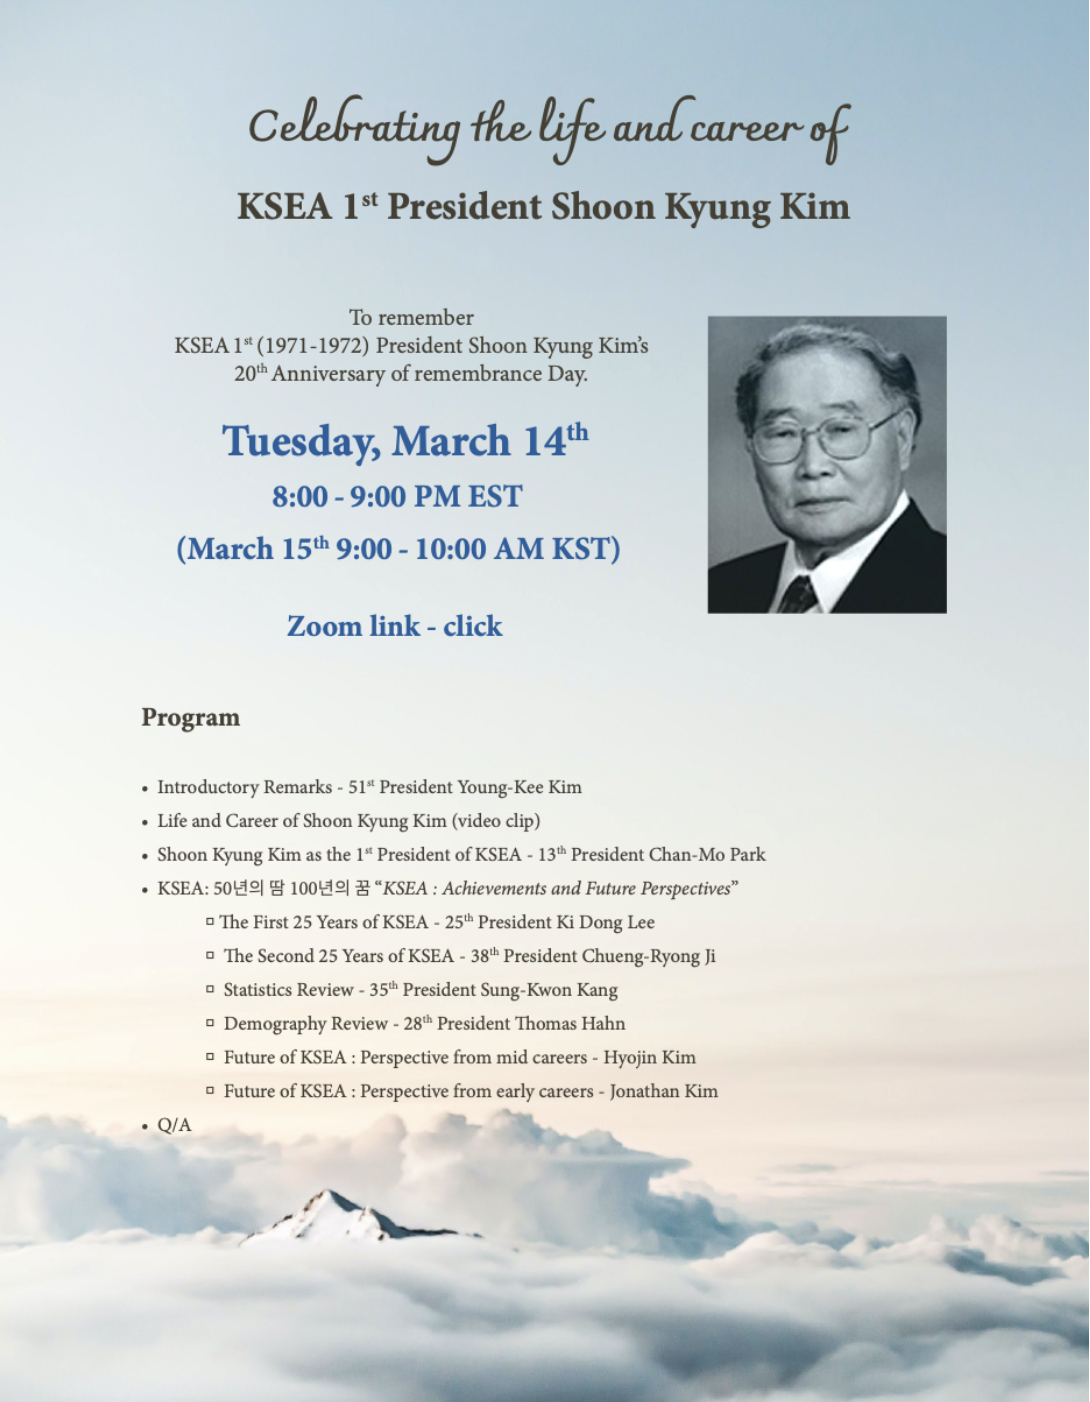 Celebrating the life and career of
KSEA 1st President Shoon Kyung Kim
To remember
KSEA 1st (1971-1972) President Shoon Kyung Kim’s
20th Anniversary of remembrance Day.
Tuesday, March 14th
8:00 - 9:00 PM EST
(March 15th 9:00 - 10:00 AM KST)
Zoom link - click
Program
• Introductory Remarks - 51st President Young-Kee Kim
• Life and Career of Shoon Kyung Kim (video clip)
• Shoon Kyung Kim as the 1st President of KSEA - 13th President Chan-Mo Park
• KSEA: 50년의 땀 100년의 꿈 “KSEA : Achievements and Future Perspectives”
▫ The First 25 Years of KSEA - 25th President Ki Dong Lee
▫ The Second 25 Years of KSEA - 38th President Chueng-Ryong Ji
▫ Statistics Review - 35th President Sung-Kwon Kang
▫ Demography Review - 28th President Thomas Hahn
▫ Future of KSEA : Perspective from mid careers - Hyojin Kim
▫ Future of KSEA : Perspective from early careers - Jonathan Kim
• Q/A